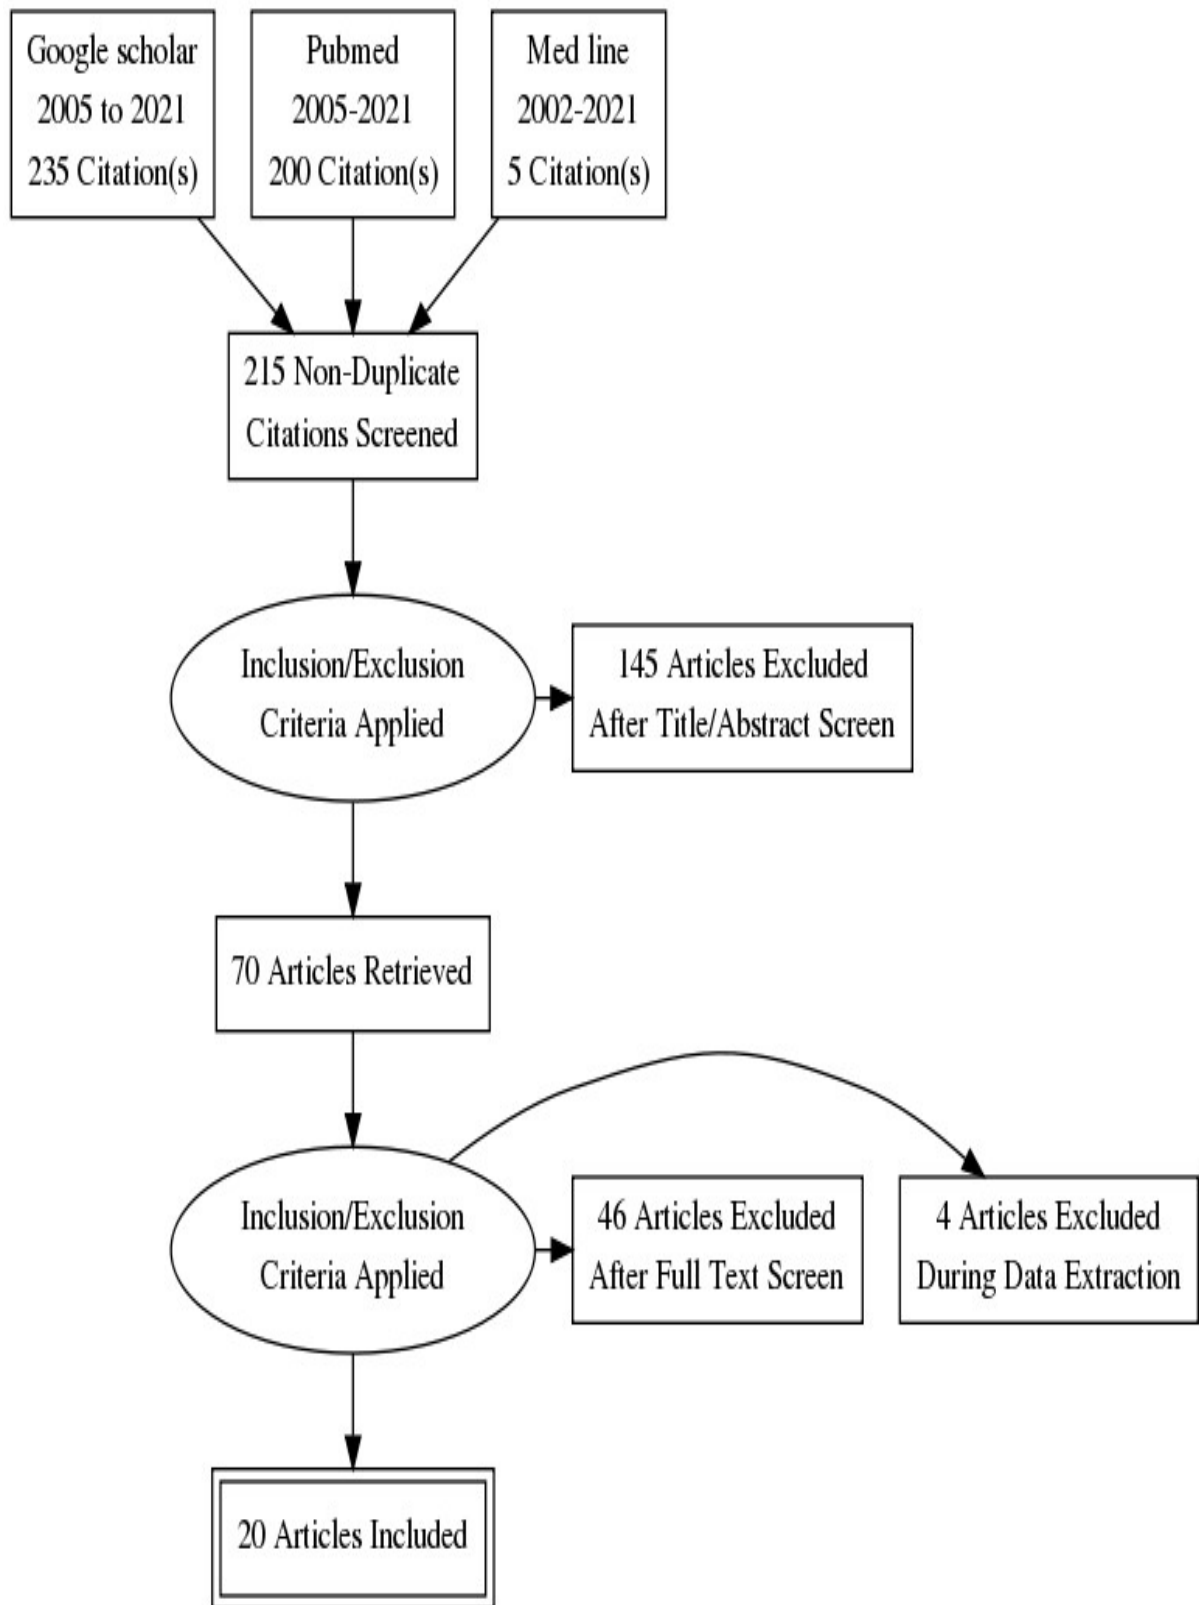 Google scholar
2005 to 2021
235 Citation(s)
Pubmed
2005-2021
200 Citation(s)
Med line
2002-2021
5 Citation(s)
215 Non-Duplicate
Citations Screened
Inclusion/Exclusion
Criteria Applied
145 Articles Excluded
After Title/Abstract Screen
70 Articles Retrieved
Inclusion/Exclusion
Criteria Applied
46 Articles Excluded
After Full Text Screen
4 Articles Excluded
During Data Extraction
20 Articles Included